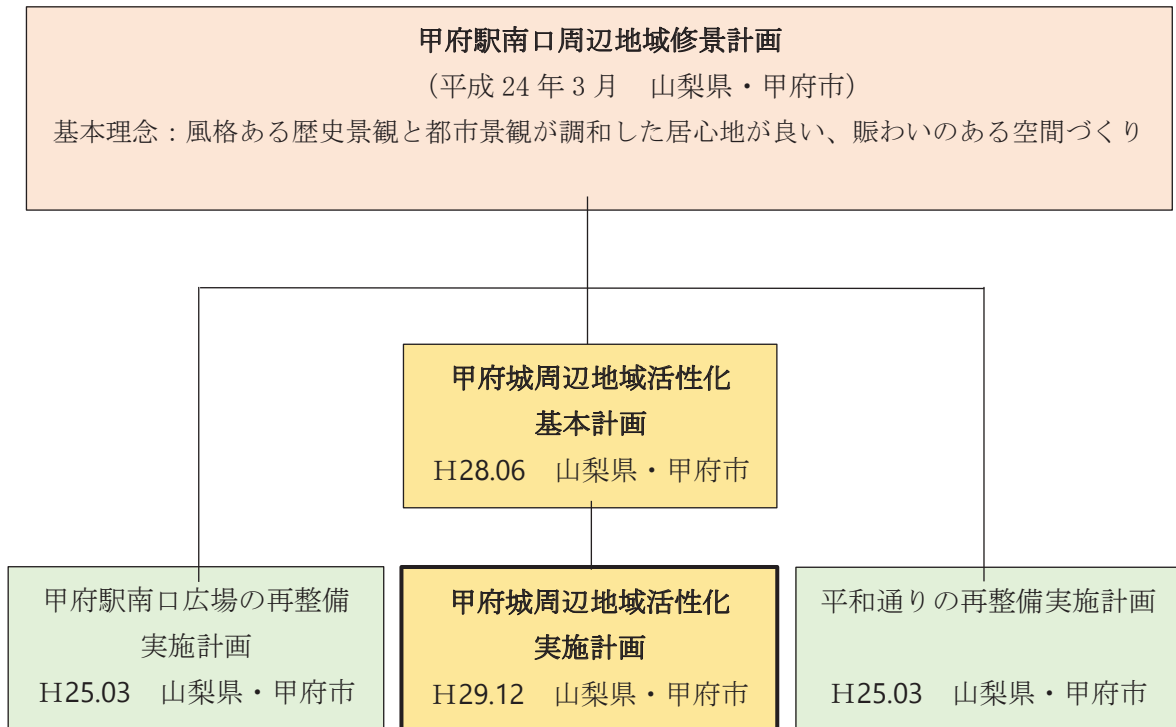 甲府駅南口周辺地域修景計画
（平成 24 年 3 月　山梨県・甲府市）
基本理念：風格ある歴史景観と都市景観が調和した居心地が良い、賑わいのある空間づくり
甲府城周辺地域活性化
基本計画
H28.06　山梨県・甲府市
甲府駅南口広場の再整備
実施計画
H25.03　山梨県・甲府市
甲府城周辺地域活性化
実施計画
H29.12　山梨県・甲府市
平和通りの再整備実施計画
H25.03　山梨県・甲府市